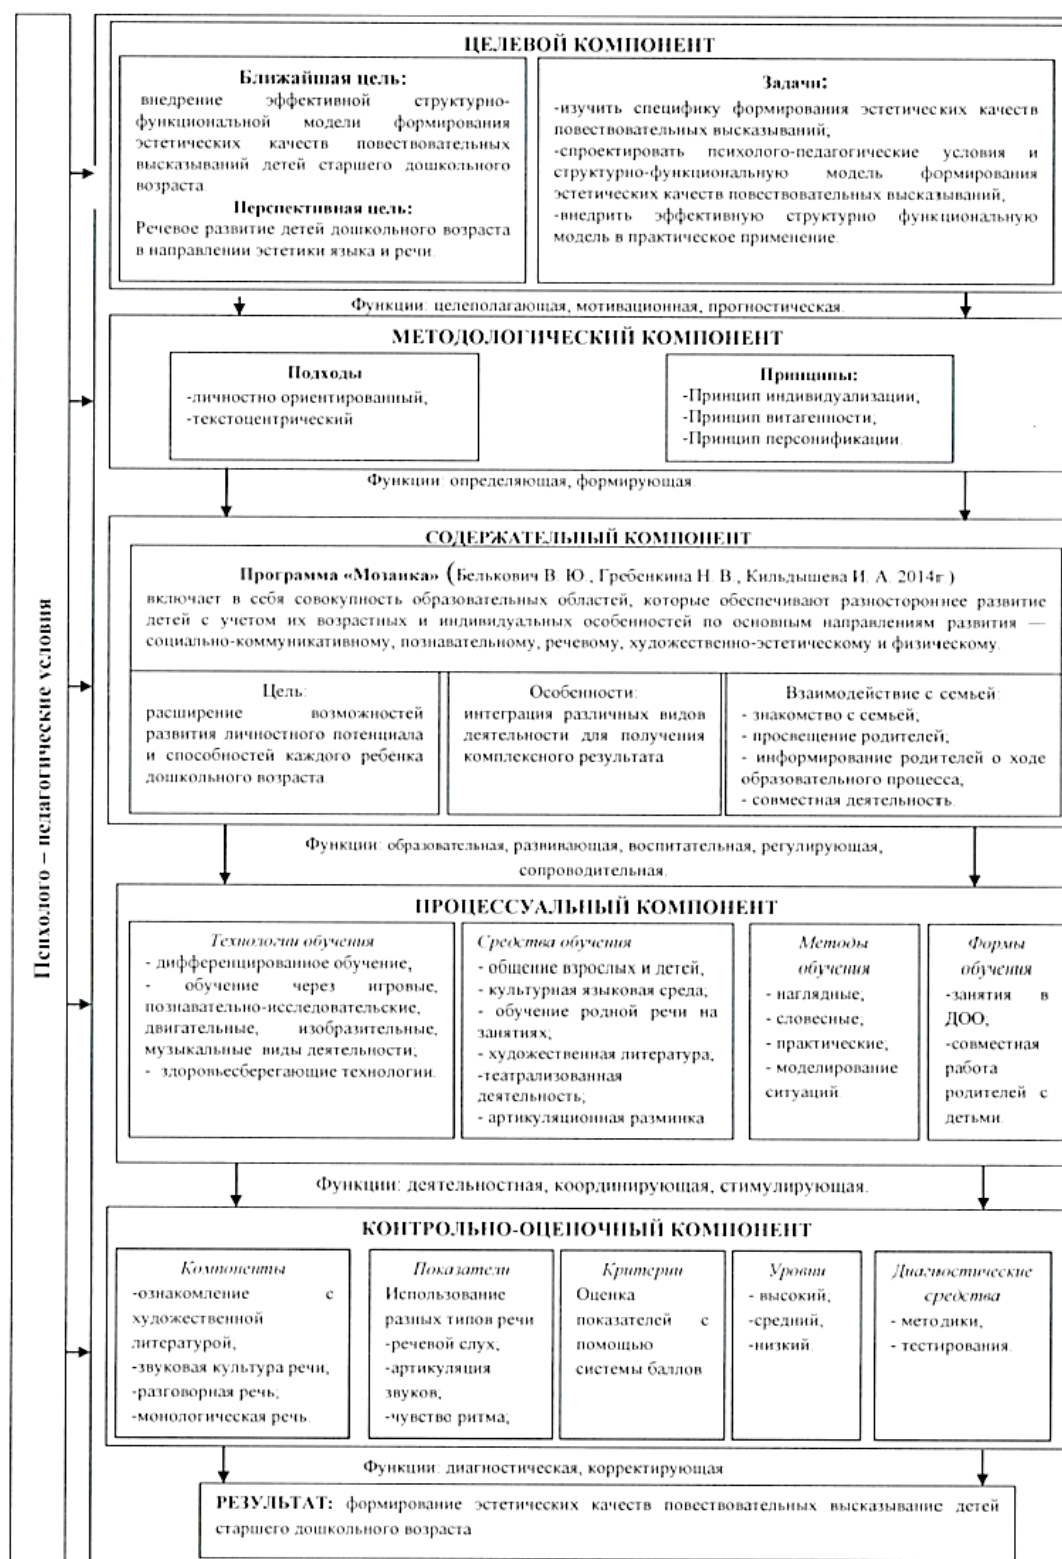 Психолого – педагогические условия
ЦЕЛЕВОЙ КОМПОНЕНТ
Ближайшая цель:
внедрение эффективной структурно-
функциональной модели формирования
эстетических качеств повествовательных
высказываний детей старшего дошкольного
возраста.
Перспективная цель:
Речевое развитие детей дошкольного возраста
в направлении эстетики языка и речи.
Задачи:
-изучить специфику формирования эстетических качеств
повествовательных высказываний;
-спроектировать психолого-педагогические условия и
структурно-функциональную модель формирования
эстетических качеств повествовательных высказываний,
-внедрить эффективную структурно функциональную
модель в практическое применение.
Функции: целеполагающая, мотивационная, прогностическая.
МЕТОДОЛОГИЧЕСКИЙ КОМПОНЕНТ
Подходы
-личностно ориентированный,
-текстоцентрический
Принципы:
-Принцип индивидуализации,
-Принцип витагенности;
-Принцип персонификации.
Функции: определяющая, формирующая.
СОДЕРЖАТЕЛЬНЫЙ КОМПОНЕНТ
Программа «Мозаика» (Белькович В. Ю., Гребенкина Н. В., Кильдышева И. А. 2014г.)
включает в себя совокупность образовательных областей, которые обеспечивают разностороннее развитие
детей с учетом их возрастных и индивидуальных особенностей по основным направлениям развития —
социально-коммуникативному, познавательному, речевому, художественно-эстетическому и физическому.
Цель:
расширение возможностей
развития личностного потенциала
и способностей каждого ребёнка
дошкольного возраста
Особенности:
интеграция различных видов
деятельности для получения
комплексного результата
Взаимодействие с семьей:
- знакомство с семьей;
- просвещение родителей;
- информирование родителей о ходе
образовательного процесса,
- совместная деятельность.
Функции: образовательная, развивающая, воспитательная, регулирующая,
сопроводительная.
ПРОЦЕССУАЛЬНЫЙ КОМПОНЕНТ
Технологии обучения
- дифференцированное обучение,
- обучение через игровые,
познавательно-исследовательские,
двигательные, изобразительные,
музыкальные виды деятельности;
- здоровьесберегающие технологии.
Средства обучения
- общение взрослых и детей,
- культурная языковая среда;
- обучение родной речи на
занятиях;
- художественная литература,
-театрализованная
деятельность;
- артикуляционная разминка
Методы
обучения
- наглядные,
- словесные,
- практические;
- моделирование
ситуаций.
Формы
обучения
-занятия в
ДОО,
-совместная
работа
родителей с
детьми.
Функции: деятельностная, координирующая, стимулирующая.
КОНТРОЛЬНО-ОЦЕНОЧНЫЙ КОМПОНЕНТ
Компоненты
-ознакомление с
художественной
литературой,
-звуковая культура речи,
-разговорная речь;
-монологическая речь.
Показатели
Использование
разных типов речи
-речевой слух,
-артикуляция
звуков,
-чувство ритма;
Критерии
Оценка
показателей с
помощью
системы баллов
Уровни
- высокий;
-средний,
-низкий.
Диагностические
средства
- методики,
- тестирования.
Функции: диагностическая, корректирующая
РЕЗУЛЬТАТ: формирование эстетических качеств повествовательных высказывание детей
старшего дошкольного возраста